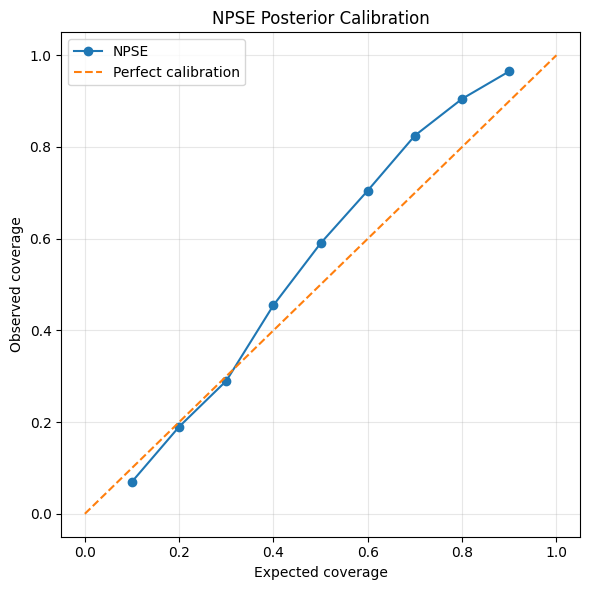 NPSE Posterior Calibration
NPSE
Perfect calibration
1.0
0.8
0.6
0.4
0.2
0.0
Observed coverage
0.0 0.2 0.4 0.6 0.8 1.0
Expected coverage